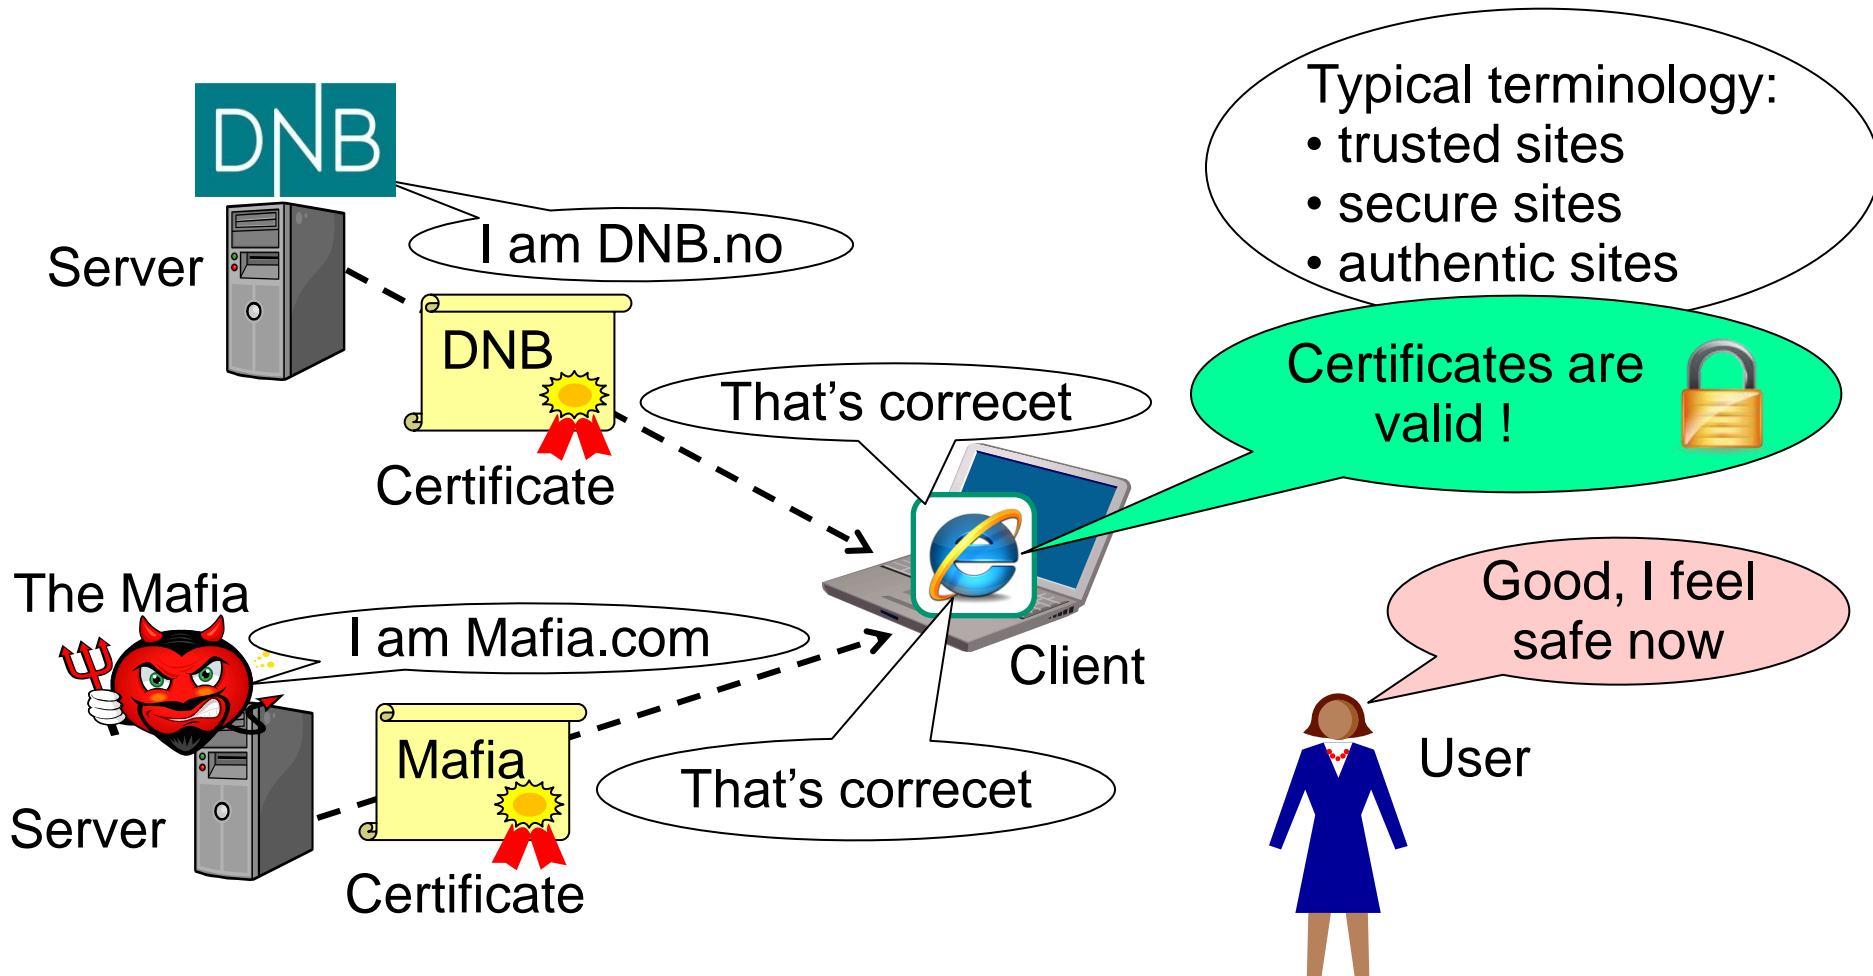 DNB
Server
I am DNB.no
DNB
Certificate
Typical terminology:
• trusted sites
• secure sites
• authentic sites
Certificates are
valid !
That’s correcet
The Mafia
I am Mafia.com
Client
Good, I feel
safe now
User
Mafia
That’s correcet
Server
Certificate